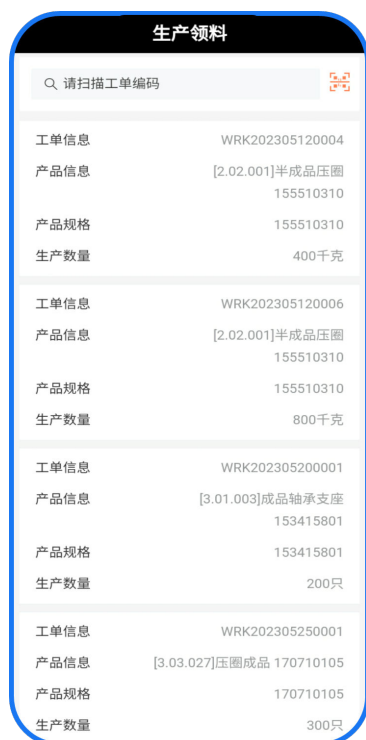 生产领料
请扫描工单编码
工单信息 WRK202305120004
产品信息 [2.02.001]半成品压圈
155510310
产品规格 155510310
生产数量 400千克
工单信息 WRK202305120006
产品信息 [2.02.001]半成品压圈
155510310
产品规格 155510310
生产数量 800千克
工单信息 WRK202305200001
产品信息 [3.01.003]成品轴承支座
153415801
产品规格 153415801
生产数量 200只
工单信息 WRK202305250001
产品信息 [3.03.027]压圈成品 170710105
产品规格 170710105
生产数量 300只